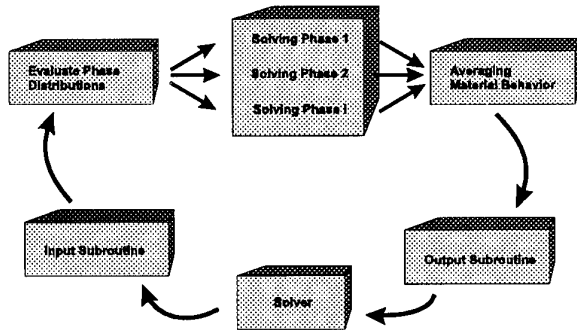 Evaluate Phase
Distributions
Solving Phase 1
Solving Phase 2
Solving Phase I
Averaging
Material Behavior
Input Subroutine
Output Subroutine
Solver